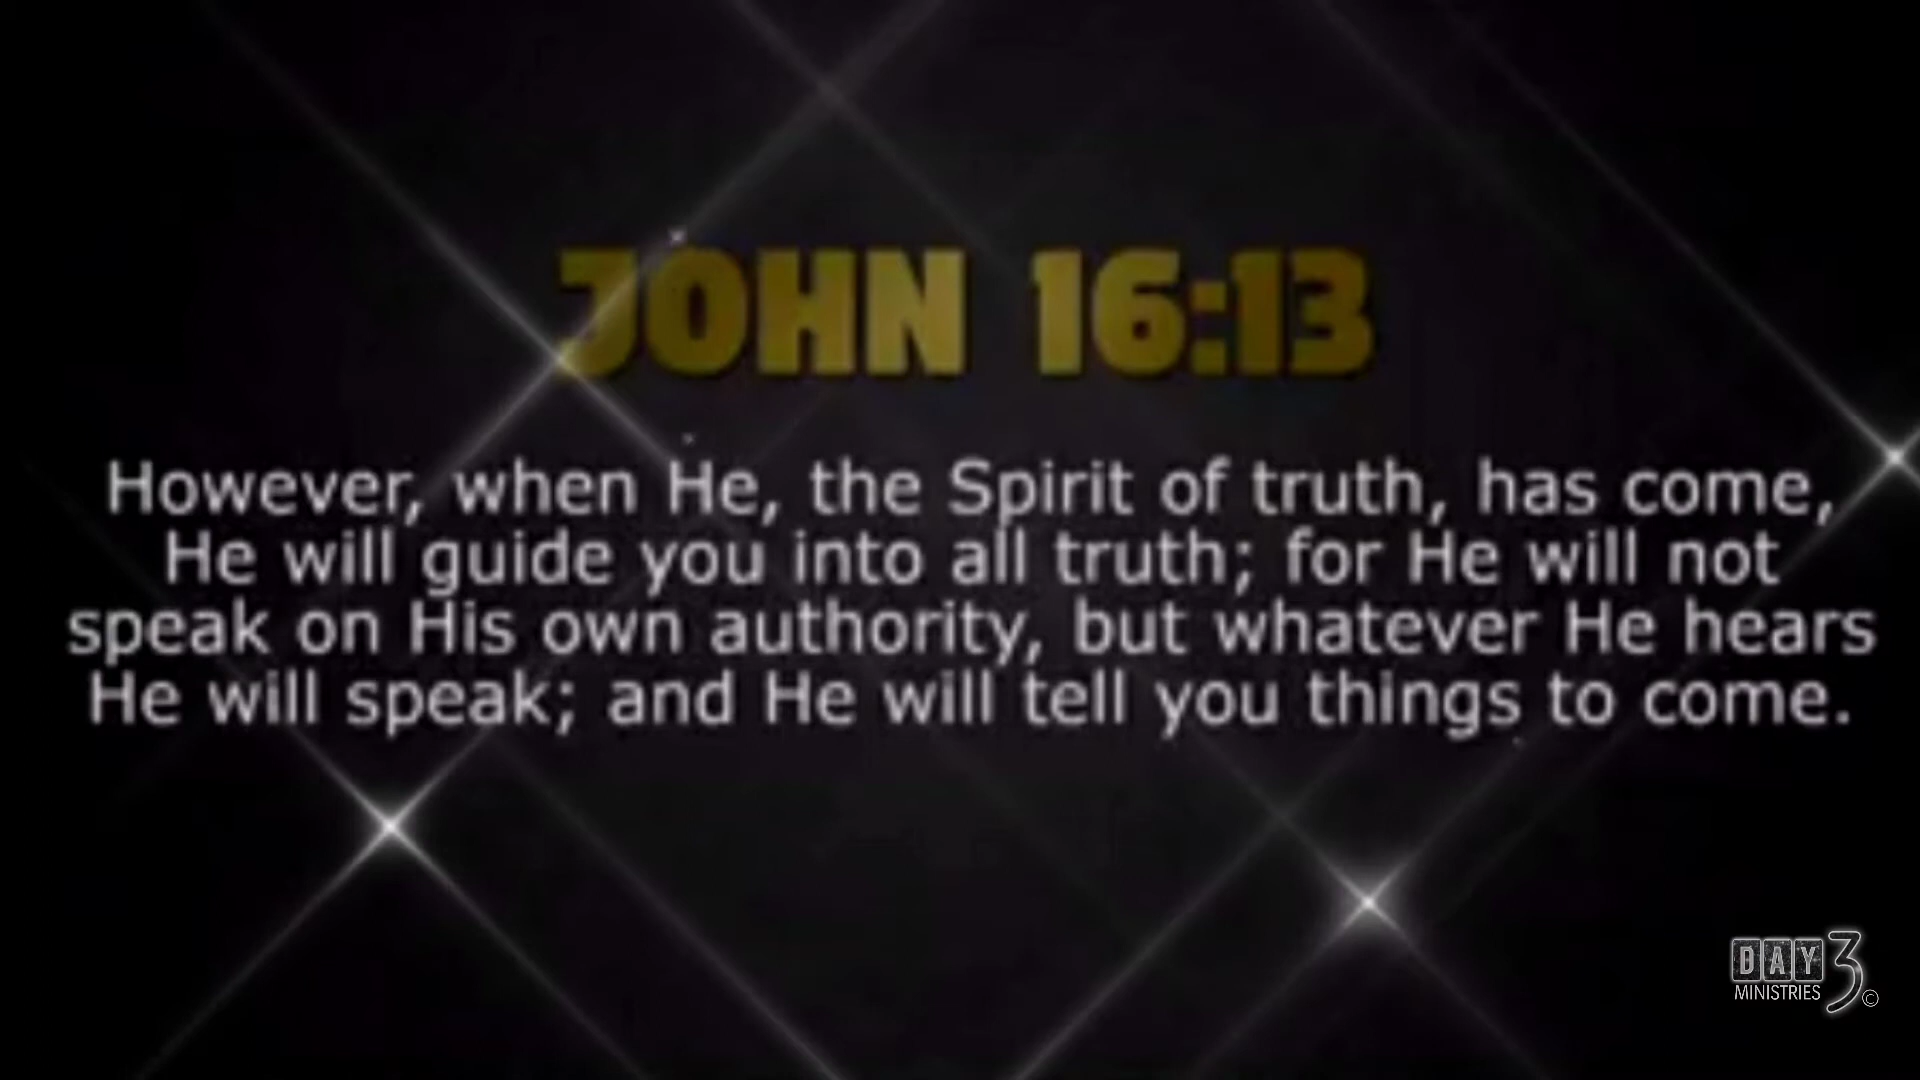 JOHN 16:13
However, when He, the Spirit of truth, has come,
He will guide you into all truth; for He will not
speak on His own authority, but whatever He hears
He will speak; and He will tell you things to come.
DAY 3
MINISTRIES ©